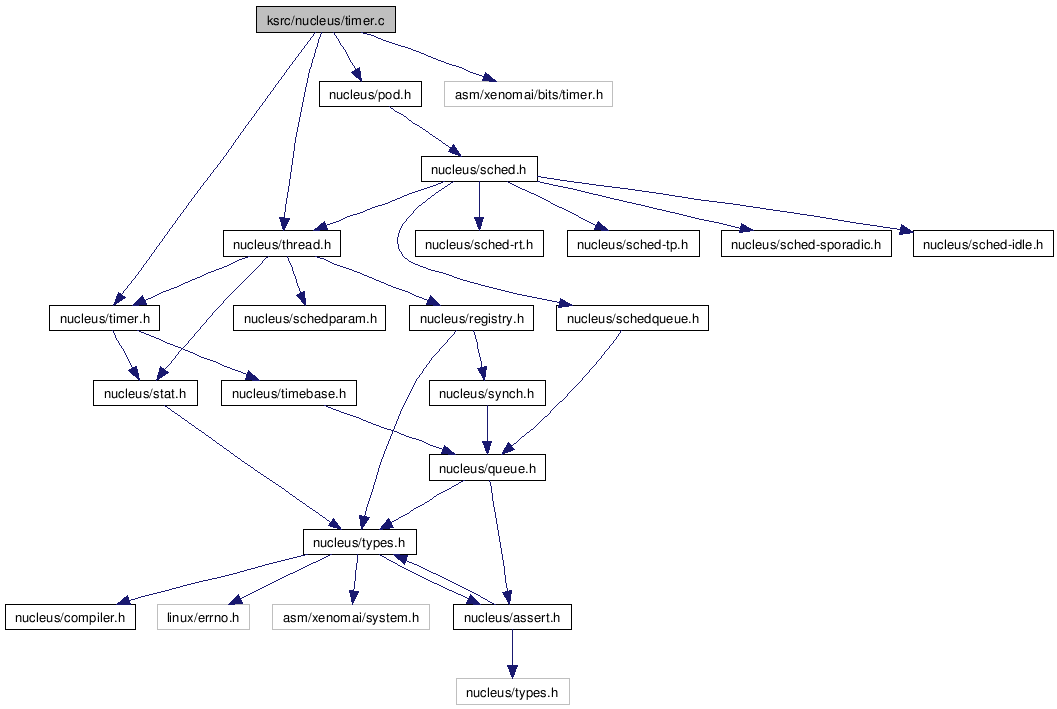 ksrc/nucleus/timer.c
nucleus/pod.h
asm/xenomai/bits/timer.h
nucleus/sched.h
nucleus/thread.h
nucleus/sched-rt.h
nucleus/sched-tp.h
nucleus/sched-sporadic.h
nucleus/sched-idle.h
nucleus/timer.h
nucleus/schedparam.h
nucleus/registry.h
nucleus/schedqueue.h
nucleus/stat.h
nucleus/timebase.h
nucleus/synch.h
nucleus/queue.h
nucleus/types.h
nucleus/compiler.h
linux/errno.h
asm/xenomai/system.h
nucleus/assert.h
nucleus/types.h